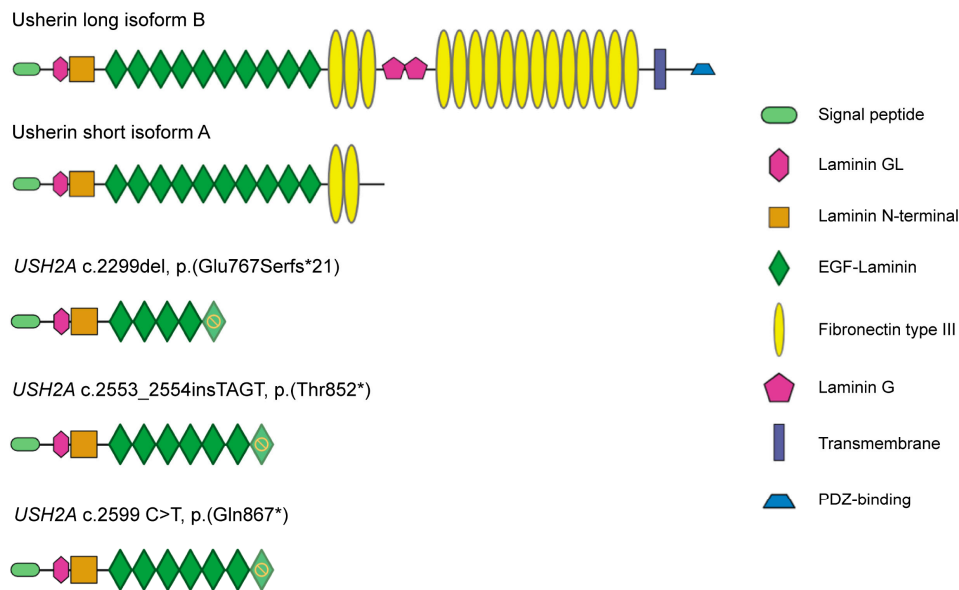 Usherin long isoform B
Usherin short isoform A
USH2A c.2299del, p.(Glu767Serfs*21)
USH2A c.2553_2554insTAGT, p.(Thr852*)
USH2A c.2599 C>T, p.(Gln867*)
Signal peptide
Laminin GL
Laminin N-terminal
EGF-Laminin
Fibronectin type III
Laminin G
Transmembrane
PDZ-binding